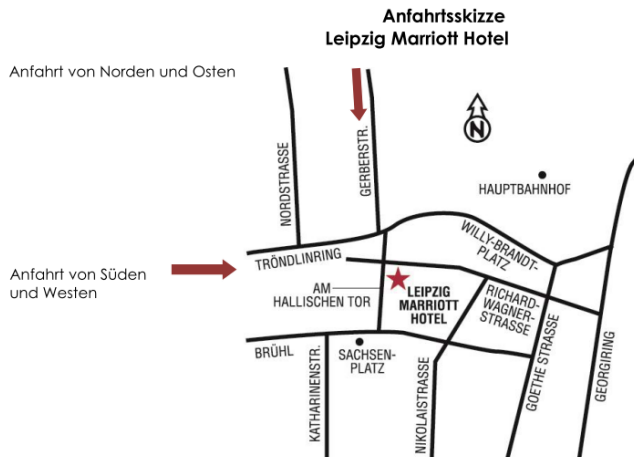 Anfahrtsskizze
Leipzig Marriott Hotel
Anfahrt von Norden und Osten
N
NORDSTRASSE
GERBERSTR.
HAUPTBAHNHOF
WILLY-BRANDT-
PLATZ
TRÖNDLINRING
Anfahrt von Süden
und Westen
AM
HALLISCHEN TOR
LEIPZIG
MARRIOTT
HOTEL
RICHARD-
WAGNER-
STRASSE
BRÜHL
SACHSEN-
PLATZ
KATHARINENSTR.
NIKOLAISTRASSE
GOETHE STRASSE
GEORGIRING